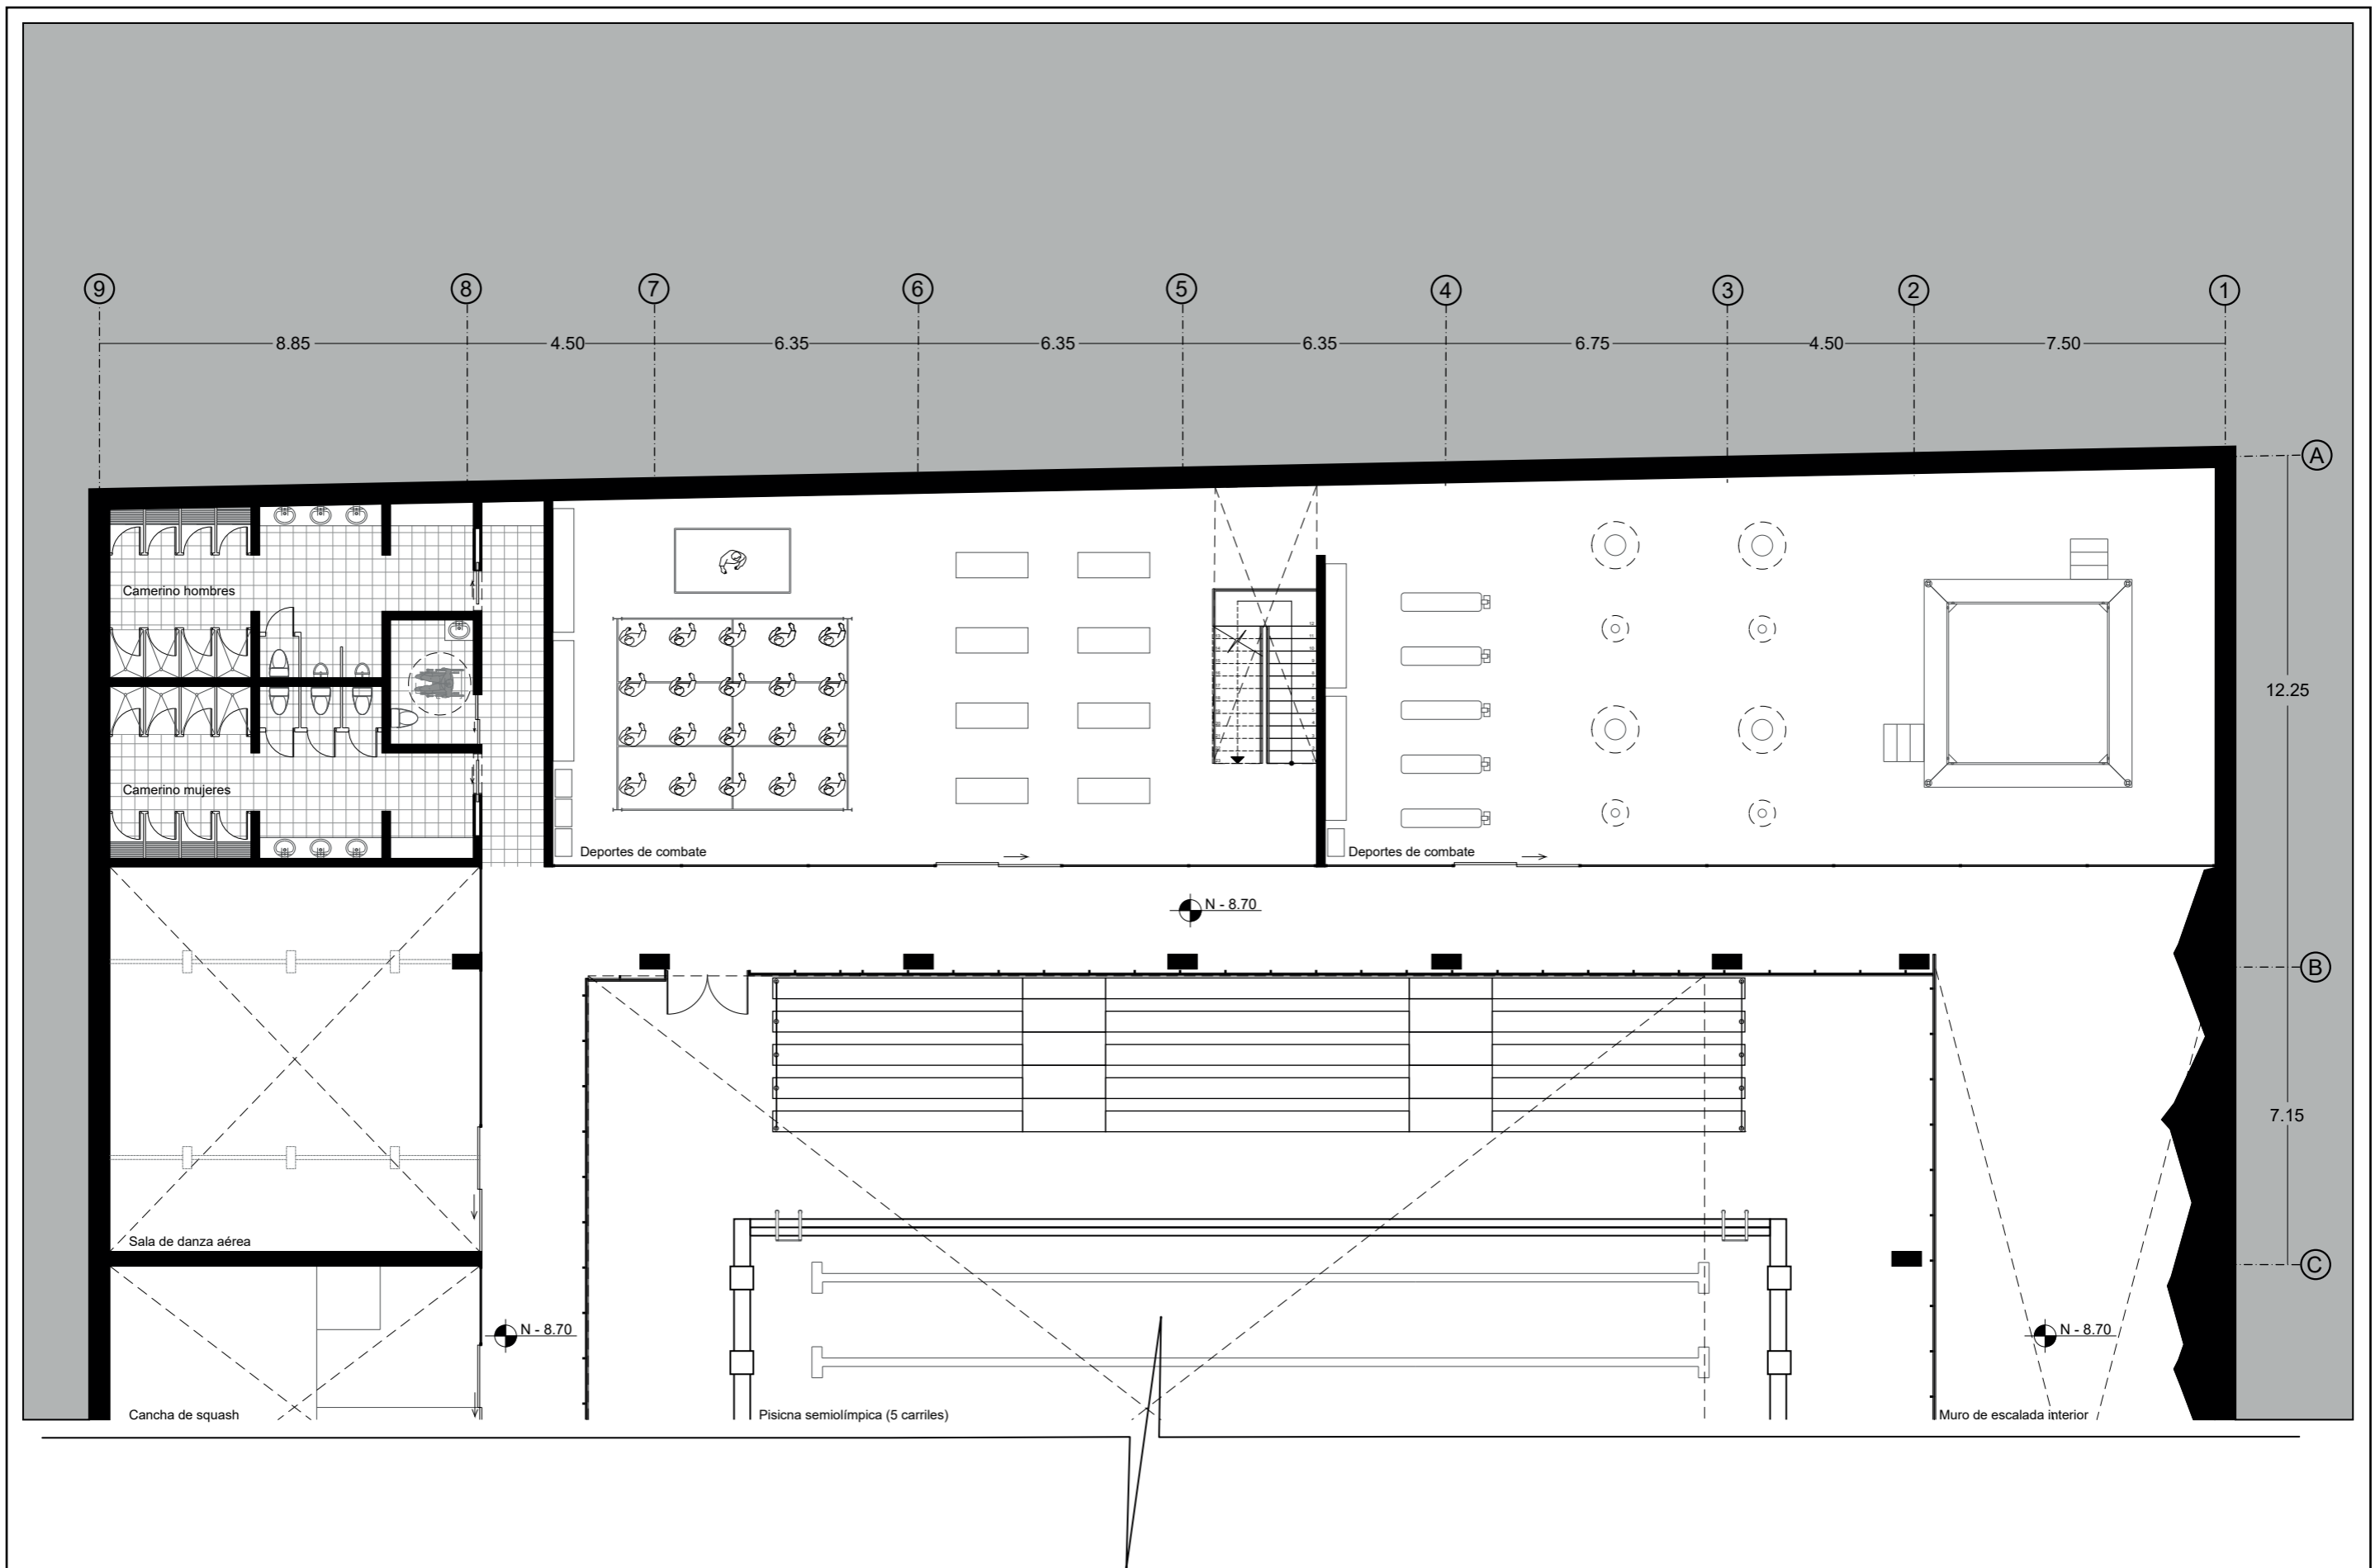 9 8 7 6 5 4 3 2 1
8.85 4.50 6.35 6.35 6.35 6.75 4.50 7.50
A
Camerino hombres
12.25
Camerino mujeres
Deportes de combate
Deportes de combate
N - 8.70
B
7.15
Sala de danza aérea
C
N - 8.70
N - 8.70
Cancha de squash
Pisicna semiolímpica (5 carriles)
Muro de escalada interior